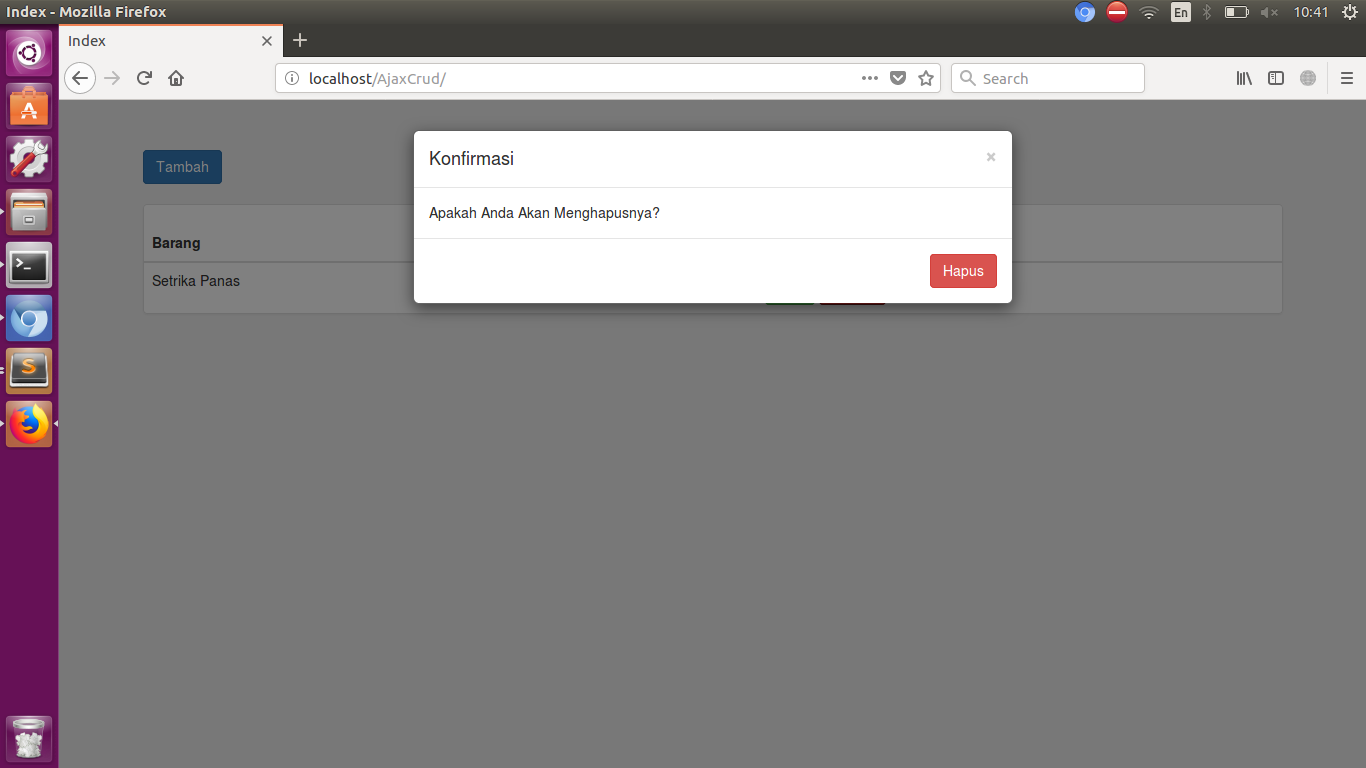 Index - Mozilla Firefox
En
10:41
Index
localhost/AjaxCrud/
Search
Konfirmasi
Tambah
Apakah Anda Akan Menghapusnya?
Barang
Hapus
Setrika Panas